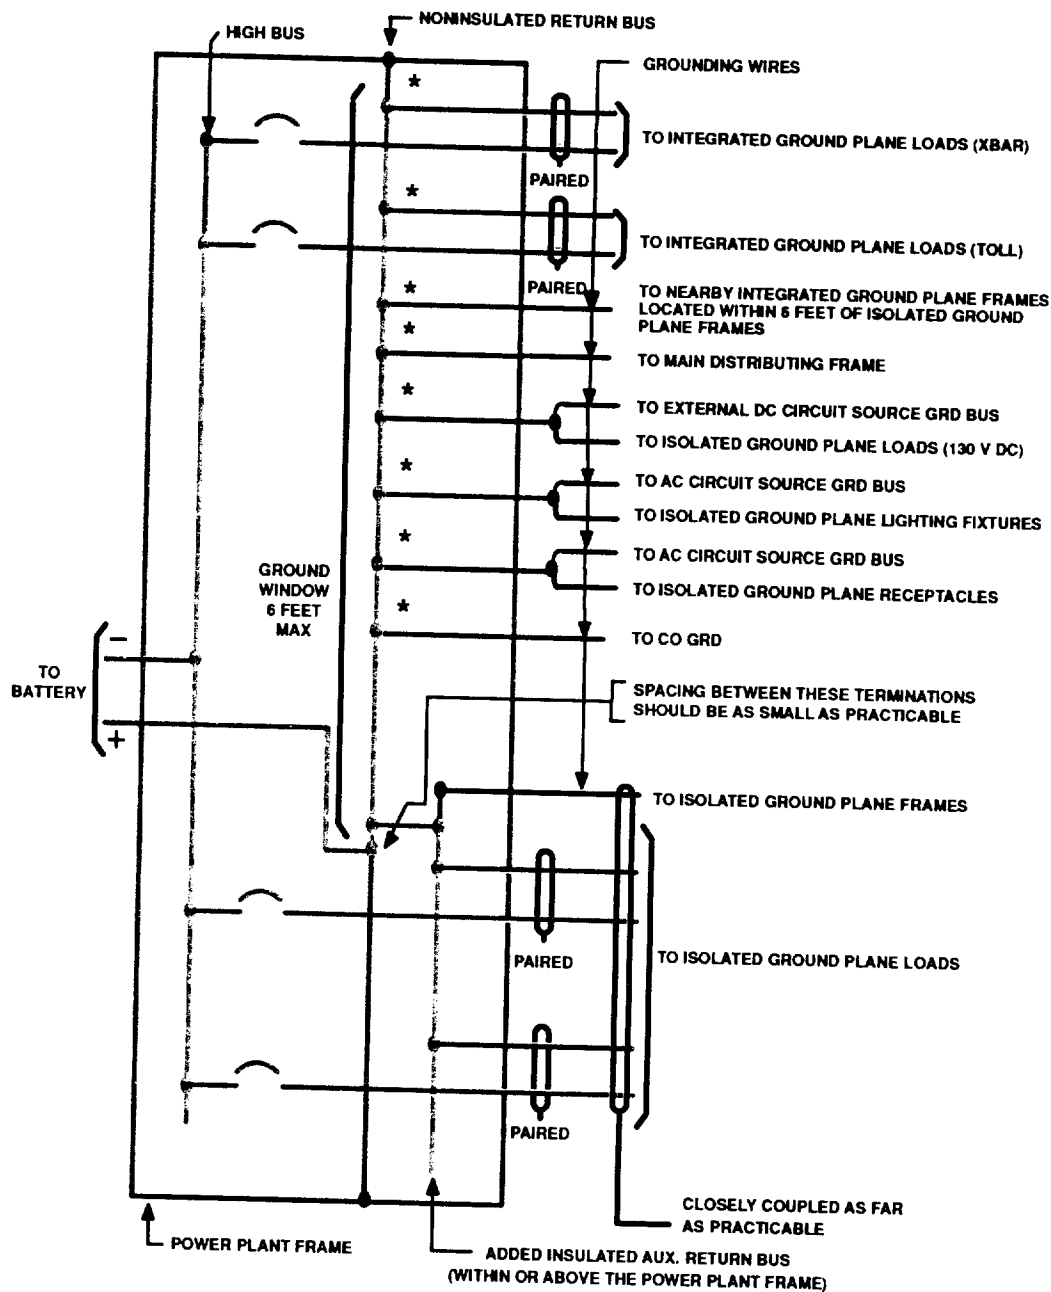 NONINSULATED RETURN BUS
HIGH BUS
GROUNDING WIRES
*
TO INTEGRATED GROUND PLANE LOADS (XBAR)
PAIRED
*
TO INTEGRATED GROUND PLANE LOADS (TOLL)
PAIRED
*
TO NEARBY INTEGRATED GROUND PLANE FRAMES
LOCATED WITHIN 6 FEET OF ISOLATED GROUND
PLANE FRAMES
*
TO MAIN DISTRIBUTING FRAME
*
TO EXTERNAL DC CIRCUIT SOURCE GRD BUS
TO ISOLATED GROUND PLANE LOADS (130 V DC)
*
TO AC CIRCUIT SOURCE GRD BUS
TO ISOLATED GROUND PLANE LIGHTING FIXTURES
*
TO AC CIRCUIT SOURCE GRD BUS
TO ISOLATED GROUND PLANE RECEPTACLES
GROUND
WINDOW
6 FEET
MAX
*
TO CO GRD
−
TO
BATTERY
+
SPACING BETWEEN THESE TERMINATIONS
SHOULD BE AS SMALL AS PRACTICABLE
TO ISOLATED GROUND PLANE FRAMES
PAIRED
TO ISOLATED GROUND PLANE LOADS
PAIRED
CLOSELY COUPLED AS FAR
AS PRACTICABLE
POWER PLANT FRAME
ADDED INSULATED AUX. RETURN BUS
(WITHIN OR ABOVE THE POWER PLANT FRAME)